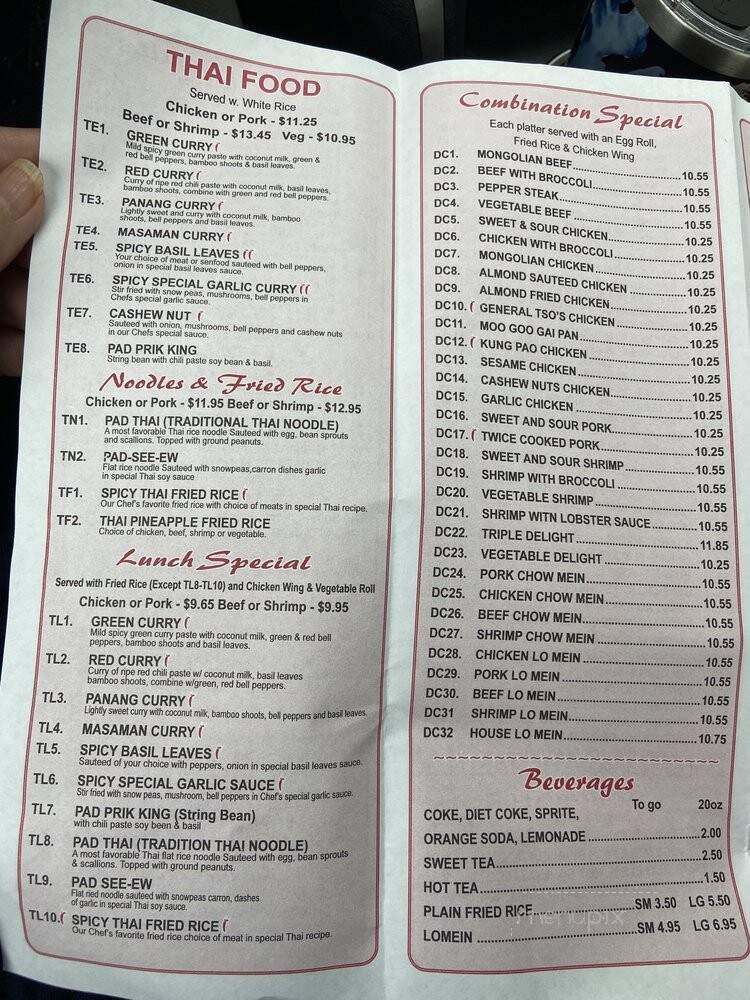 THAI FOOD
Served w. White Rice
Chicken or Pork - $11.25
Beef or Shrimp - $13.45 Veg - $10.95
TE1. GREEN CURRY
Mild spicy green curry paste with coconut milk, green &
red bell peppers, bamboo shoots & basil leaves.
TE2. RED CURRY
Curry of ripe red chili paste with coconut milk, basil leaves,
bamboo shoots, combine with green and red bell peppers.
TE3. PANANG CURRY
Lightly sweet and curry with coconut milk, bamboo
shoots, bell peppers and basil leaves.
TE4. MASAMAN CURRY
TE5. SPICY BASIL LEAVES
Your choice of meat or senfood sauteed with bell peppers,
onion in special basil leaves sauce.
TE6. SPICY SPECIAL GARLIC CURRY
Stir fried with snow peas, mushrooms, bell peppers in
Chefs special garlic sauce.
TE7. CASHEW NUT
Sauteed with onion, mushrooms, bell peppers and cashew nuts
in our Chefs special sauce.
TE8. PAD PRIK KING
String bean with chili paste soy bean & basil.
Noodles & Fried Rice
Chicken or Pork - $11.95 Beef or Shrimp - $12.95
TN1. PAD THAI (TRADITIONAL THAI NOODLE)
A most favorable Thai rice noodle Sauteed with egg, bean sprouts
and scallions. Topped with ground peanuts.
TN2. PAD-SEE-EW
Flat rice noodle Sauteed with snowpeas,carron dishes garlic
in special Thai soy sauce
TF1. SPICY THAI FRIED RICE
Our Chef's favorite fried rice with choice of meats in special Thai recipe.
TF2. THAI PINEAPPLE FRIED RICE
Choice of chicken, beef, shrimp or vegetable.
Lunch Special
Served with Fried Rice (Except TL8-TL10) and Chicken Wing & Vegetable Roll
Chicken or Pork - $9.65 Beef or Shrimp - $9.95
TL1. GREEN CURRY
Mild spicy green curry paste with coconut milk, green & red bell
peppers, bamboo shoots and basil leaves.
TL2. RED CURRY
Curry of ripe red chili paste w/ coconut milk, basil leaves
bamboo shoots, combine w/green, red bell peppers.
TL3. PANANG CURRY
Lightly sweet curry with coconut milk, bamboo shoots, bell peppers and basil leaves.
TL4. MASAMAN CURRY
TL5. SPICY BASIL LEAVES
Sauteed of your choice with peppers, onion in special basil leaves sauce.
TL6. SPICY SPECIAL GARLIC SAUCE
Stir fried with snow peas, mushroom, bell peppers in Chef's special garlic sauce.
TL7. PAD PRIK KING (String Bean)
with chili paste soy bean & basil
TL8. PAD THAI (TRADITION THAI NOODLE)
A most favorable Thai flat rice noodle Sauteed with egg, bean sprouts
& scallions. Topped with ground peanuts.
TL9. PAD SEE-EW
Flat ried noodle sauteed with snowpeas carron, dashes
of garlic in special Thai soy sauce.
TL10. SPICY THAI FRIED RICE
Our Chef's favorite fried rice choice of meat in special Thai recipe.
Combination Special
Each platter served with an Egg Roll,
Fried Rice & Chicken Wing
DC1. MONGOLIAN BEEF 10.55
DC2. BEEF WITH BROCCOLI 10.55
DC3. PEPPER STEAK 10.55
DC4. VEGETABLE BEEF 10.55
DC5. SWEET & SOUR CHICKEN 10.25
DC6. CHICKEN WITH BROCCOLI 10.25
DC7. MONGOLIAN CHICKEN 10.25
DC8. ALMOND SAUTEED CHICKEN 10.25
DC9. ALMOND FRIED CHICKEN 10.25
DC10. GENERAL TSO'S CHICKEN 10.25
DC11. MOO GOO GAI PAN 10.25
DC12. KUNG PAO CHICKEN 10.25
DC13. SESAME CHICKEN 10.25
DC14. CASHEW NUTS CHICKEN 10.25
DC15. GARLIC CHICKEN 10.25
DC16. SWEET AND SOUR PORK 10.25
DC17. TWICE COOKED PORK 10.25
DC18. SWEET AND SOUR SHRIMP 10.55
DC19. SHRIMP WITH BROCCOLI 10.55
DC20. VEGETABLE SHRIMP 10.55
DC21. SHRIMP WITN LOBSTER SAUCE 10.55
DC22. TRIPLE DELIGHT 11.85
DC23. VEGETABLE DELIGHT 10.25
DC24. PORK CHOW MEIN 10.55
DC25. CHICKEN CHOW MEIN 10.55
DC26. BEEF CHOW MEIN 10.55
DC27. SHRIMP CHOW MEIN 10.55
DC28. CHICKEN LO MEIN 10.55
DC29. PORK LO MEIN 10.55
DC30. BEEF LO MEIN 10.55
DC31 SHRIMP LO MEIN 10.55
DC32 HOUSE LO MEIN 10.75
Beverages
To go 20oz
COKE, DIET COKE, SPRITE,
ORANGE SODA, LEMONADE 2.00
SWEET TEA 2.50
HOT TEA 1.50
PLAIN FRIED RICE SM 3.50 LG 5.50
LOMEIN SM 4.95 LG 6.95